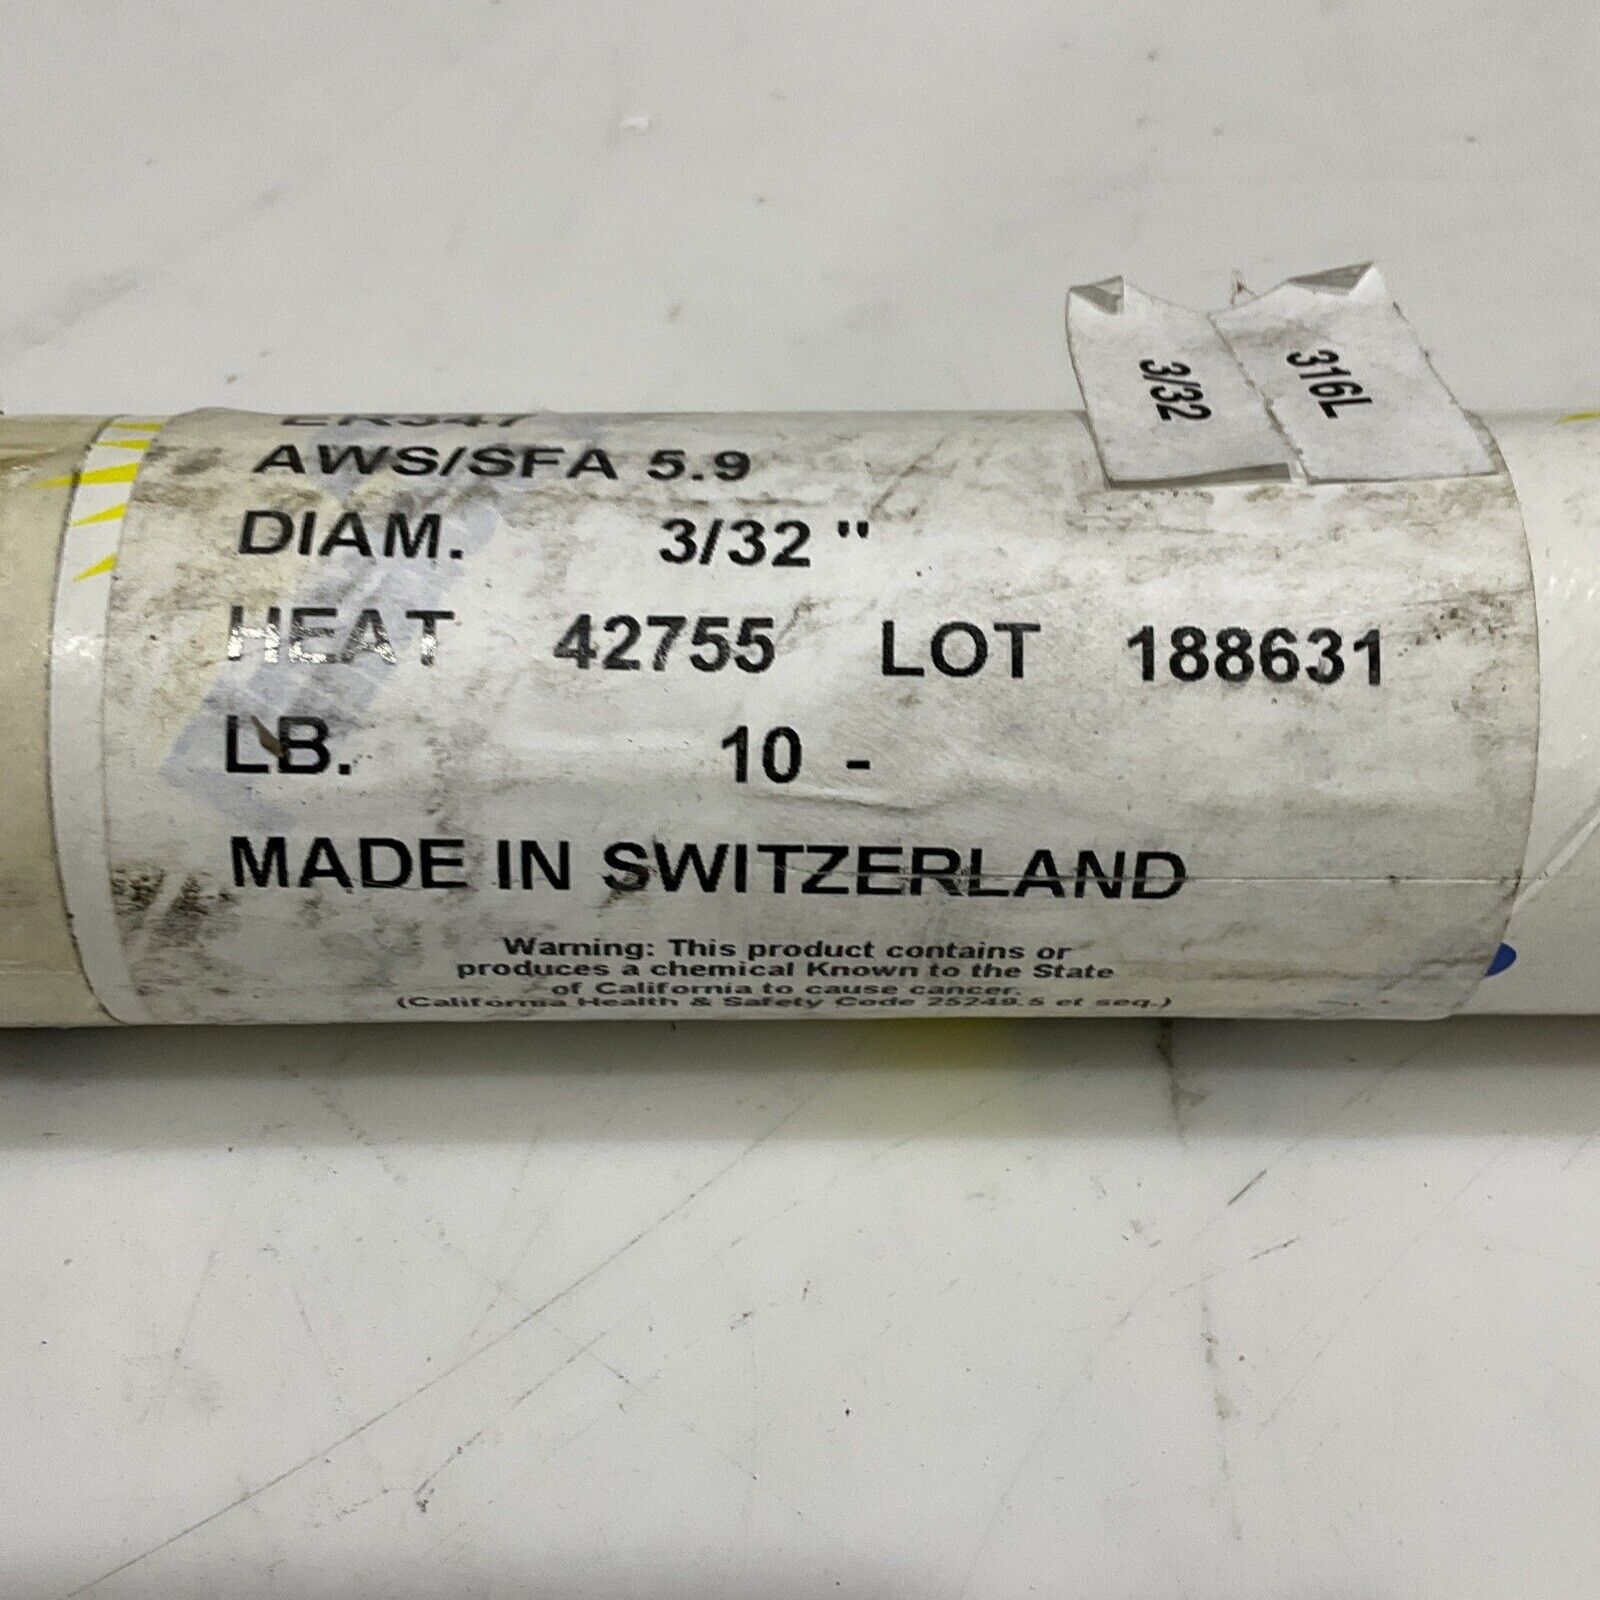 ER347
AWS/SFA 5.9
DIAM. 3/32 "
HEAT 42755 LOT 188631
LB. 10 -
MADE IN SWITZERLAND
Warning: This product contains or
produces a chemical Known to the State
of California to cause cancer.
(California Health & Safety Code 25249.5 et seq.)
3/32
316L